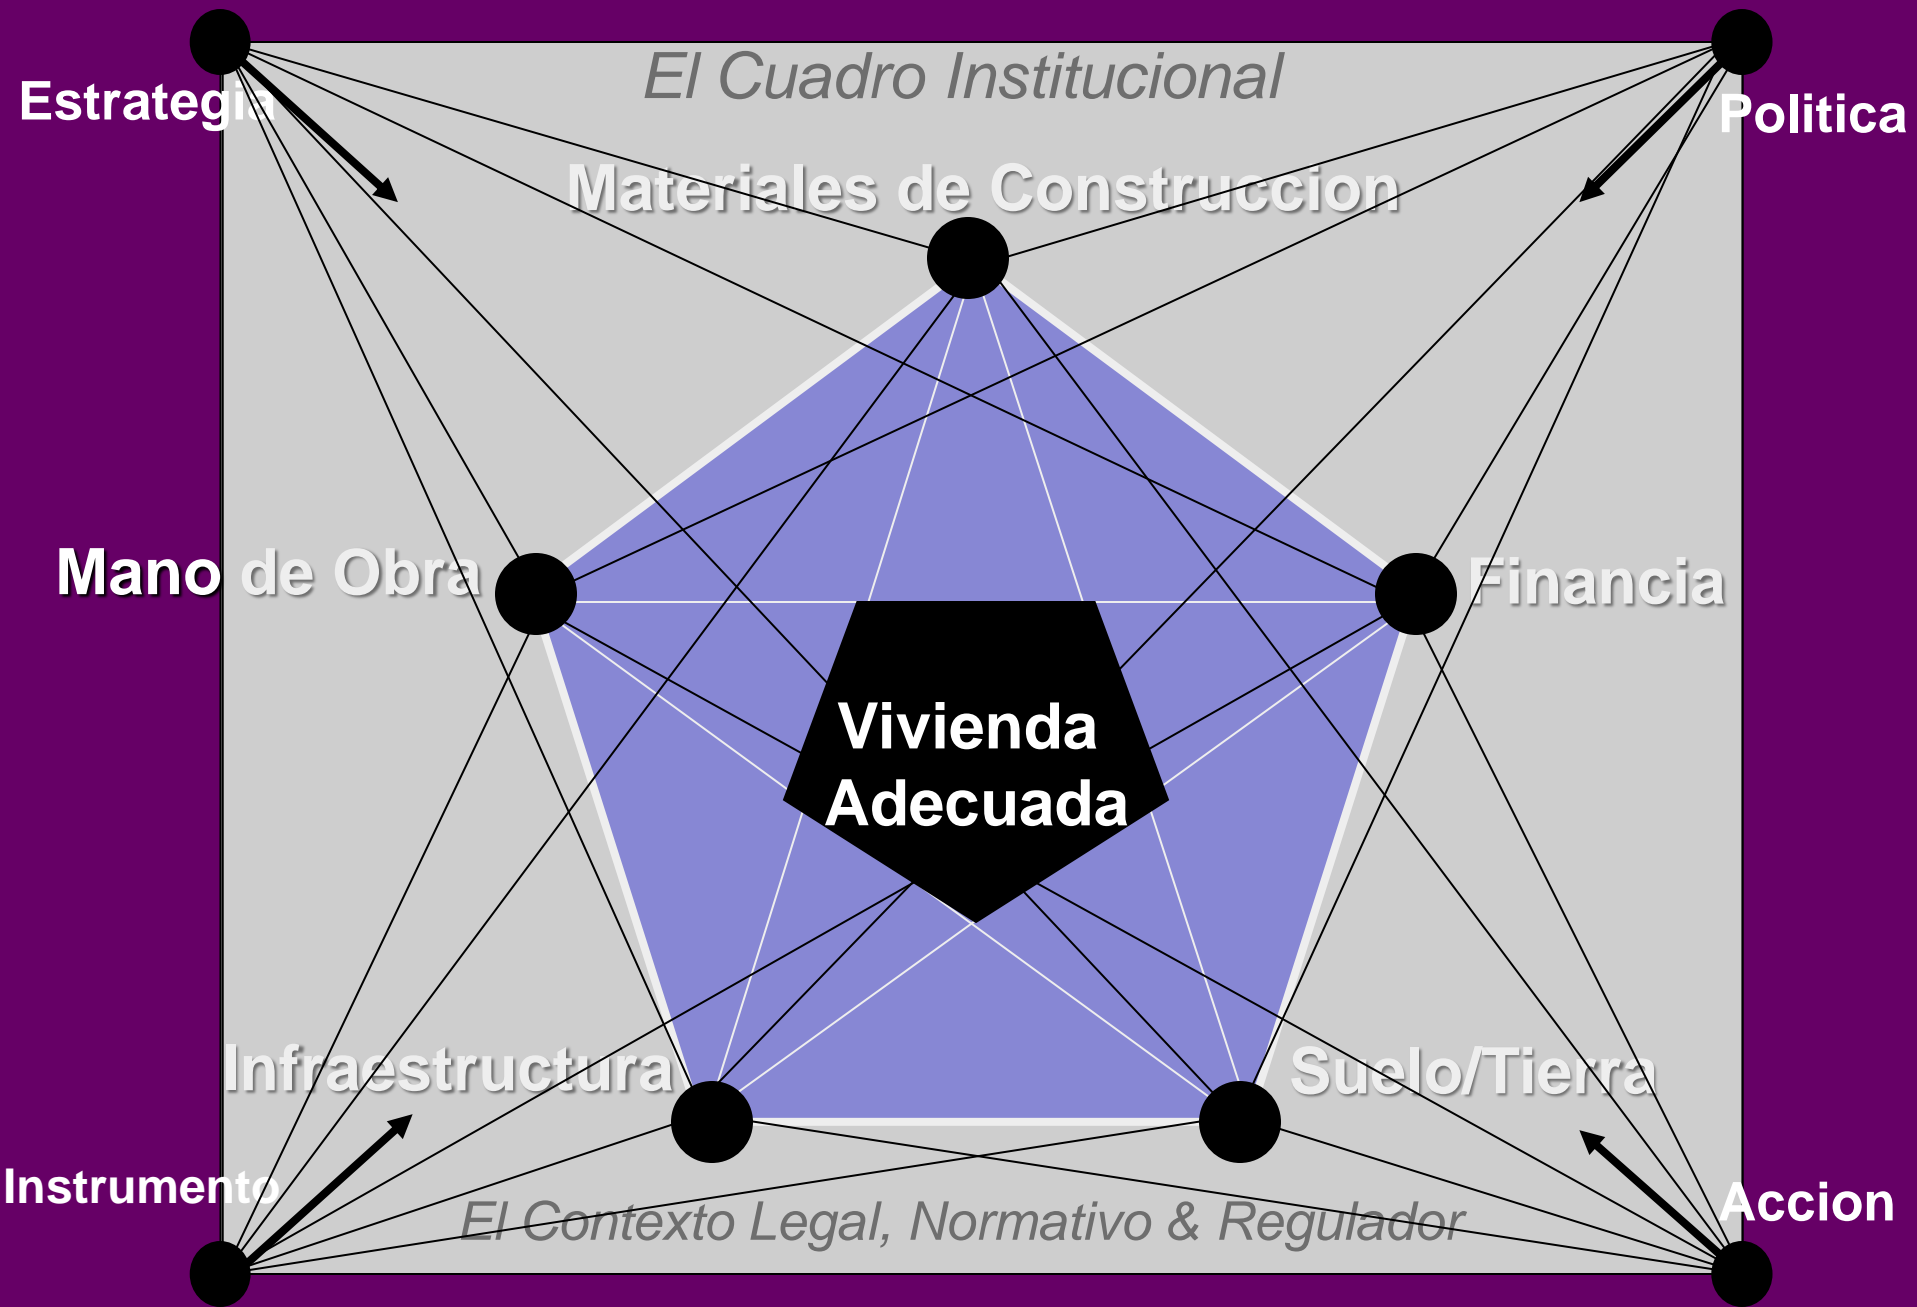 El Cuadro Institucional
Estrategia
Politica
Materiales de Construccion
Mano de Obra
Financia
Vivienda
Adecuada
Infraestructura
Suelo/Tierra
Instrumento
Accion
El Contexto Legal, Normativo & Regulador